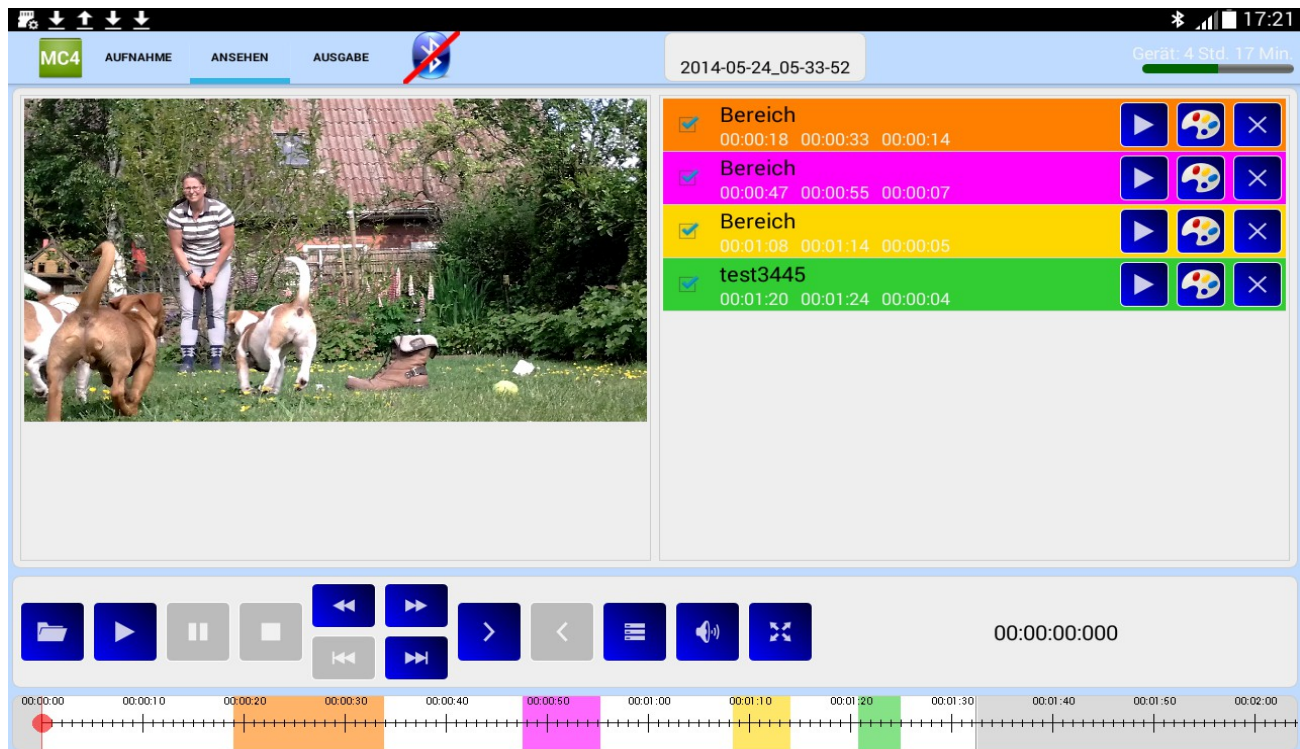 17:21
MC4 AUFNAHME ANSEHEN AUSGABE
2014-05-24_05-33-52
Gerät: 4 Std. 17 Min.
Bereich
00:00:18 00:00:33 00:00:14
Bereich
00:00:47 00:00:55 00:00:07
Bereich
00:01:08 00:01:14 00:00:05
test3445
00:01:20 00:01:24 00:00:04
00:00:00:000
00:00:00 00:00:10 00:00:20 00:00:30 00:00:40 00:00:50 00:01:00 00:01:10 00:01:20 00:01:30 00:01:40 00:01:50 00:02:00